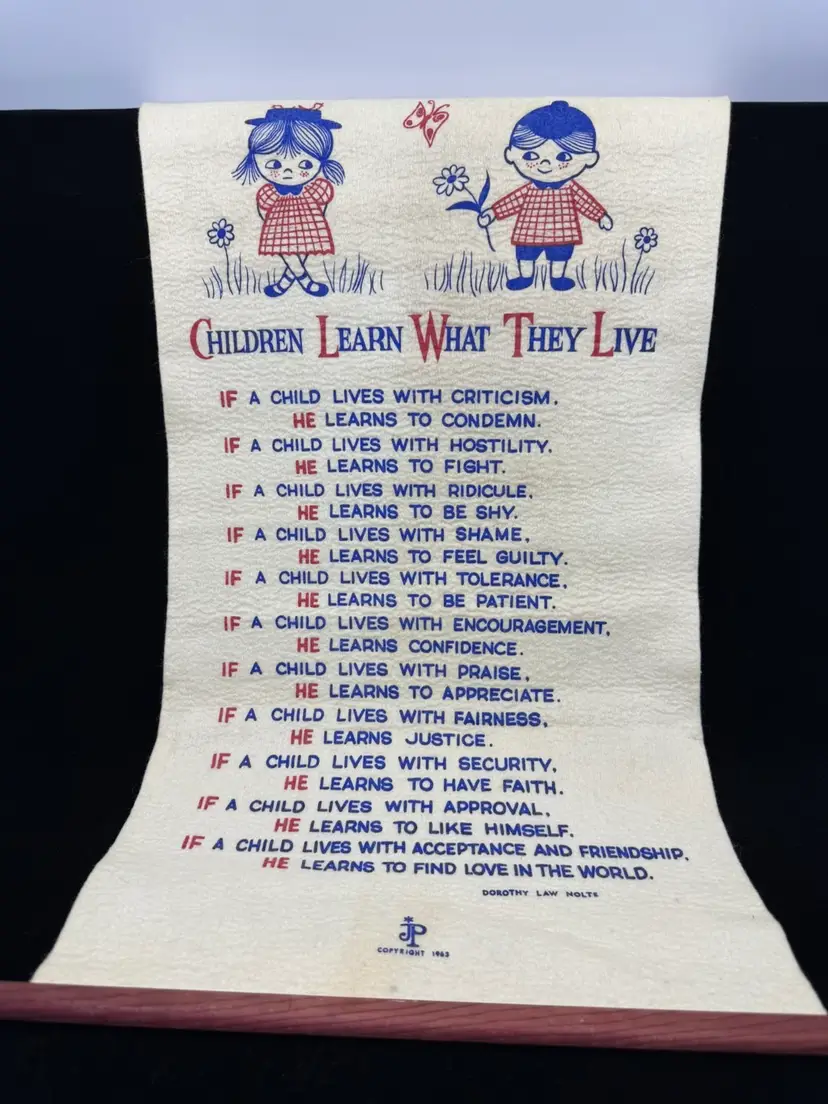 CHILDREN LEARN WHAT THEY LIVE
IF A CHILD LIVES WITH CRITICISM,
HE LEARNS TO CONDEMN.
IF A CHILD LIVES WITH HOSTILITY,
HE LEARNS TO FIGHT.
IF A CHILD LIVES WITH RIDICULE,
HE LEARNS TO BE SHY.
IF A CHILD LIVES WITH SHAME,
HE LEARNS TO FEEL GUILTY.
IF A CHILD LIVES WITH TOLERANCE,
HE LEARNS TO BE PATIENT.
IF A CHILD LIVES WITH ENCOURAGEMENT,
HE LEARNS CONFIDENCE.
IF A CHILD LIVES WITH PRAISE,
HE LEARNS TO APPRECIATE.
IF A CHILD LIVES WITH FAIRNESS,
HE LEARNS JUSTICE.
IF A CHILD LIVES WITH SECURITY,
HE LEARNS TO HAVE FAITH.
IF A CHILD LIVES WITH APPROVAL,
HE LEARNS TO LIKE HIMSELF.
IF A CHILD LIVES WITH ACCEPTANCE AND FRIENDSHIP,
HE LEARNS TO FIND LOVE IN THE WORLD.
DOROTHY LAW NOLTE
JP
COPYRIGHT 1963